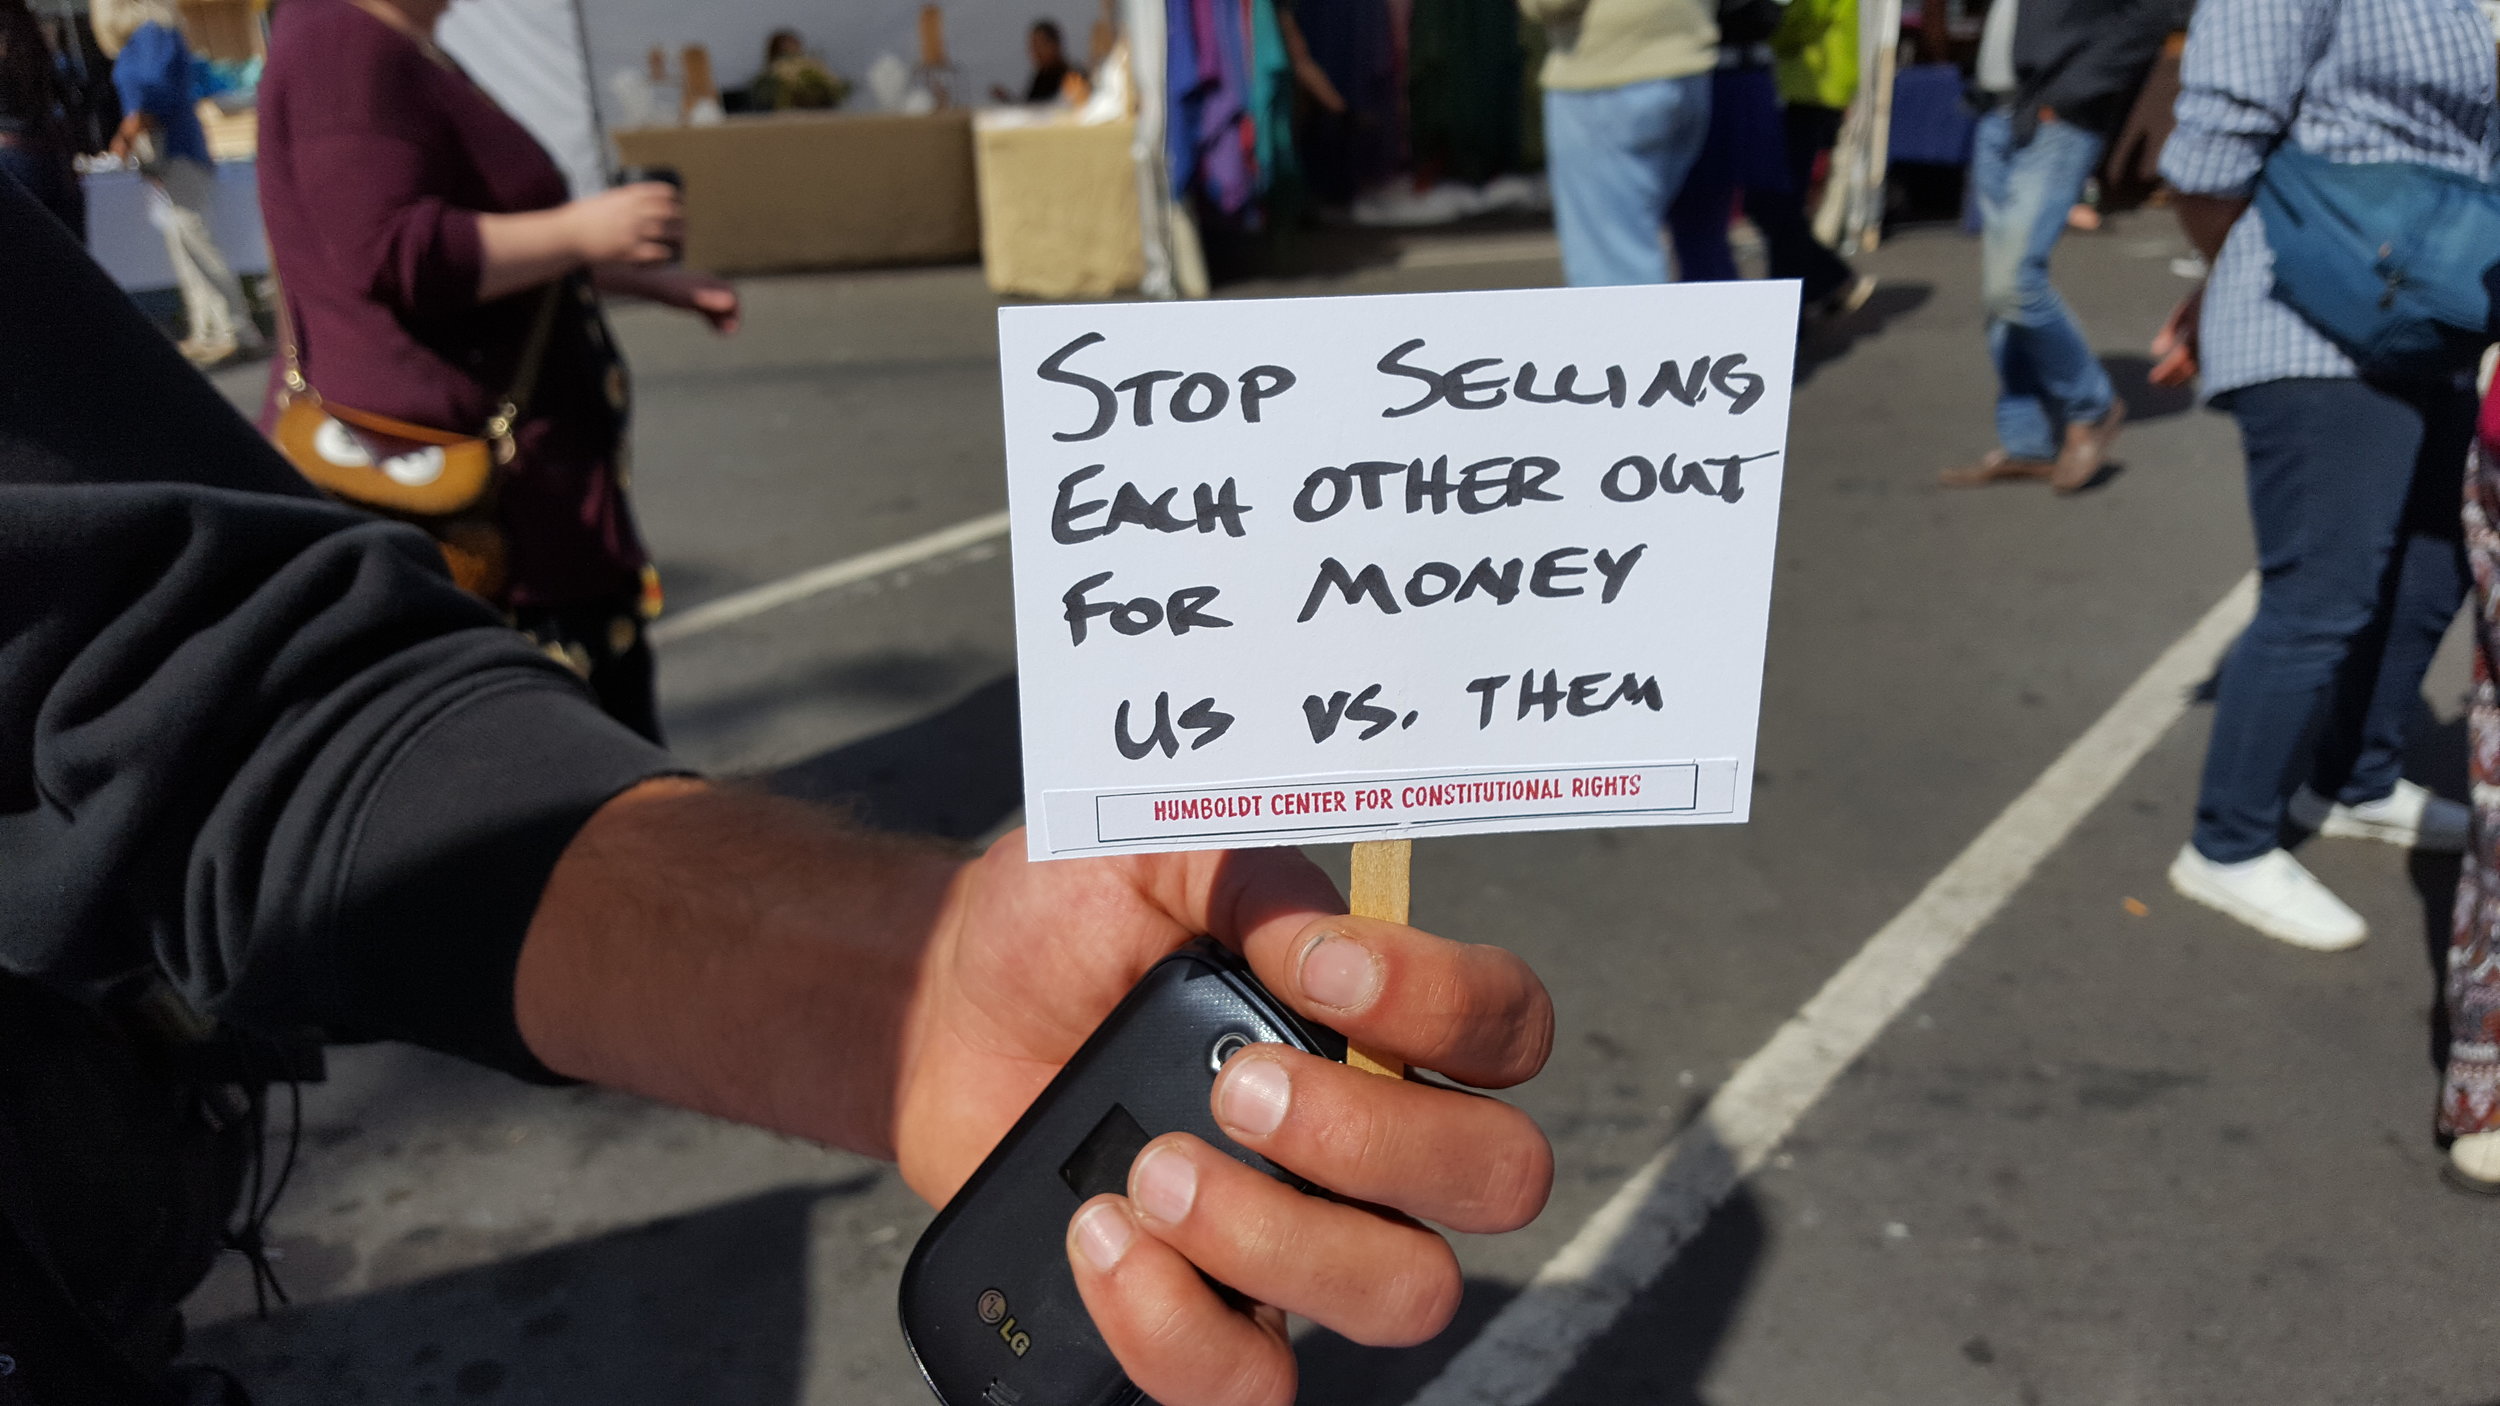 STOP SELLING
EACH OTHER OUT
FOR MONEY
US VS. THEM
HUMBOLDT CENTER FOR CONSTITUTIONAL RIGHTS
LG